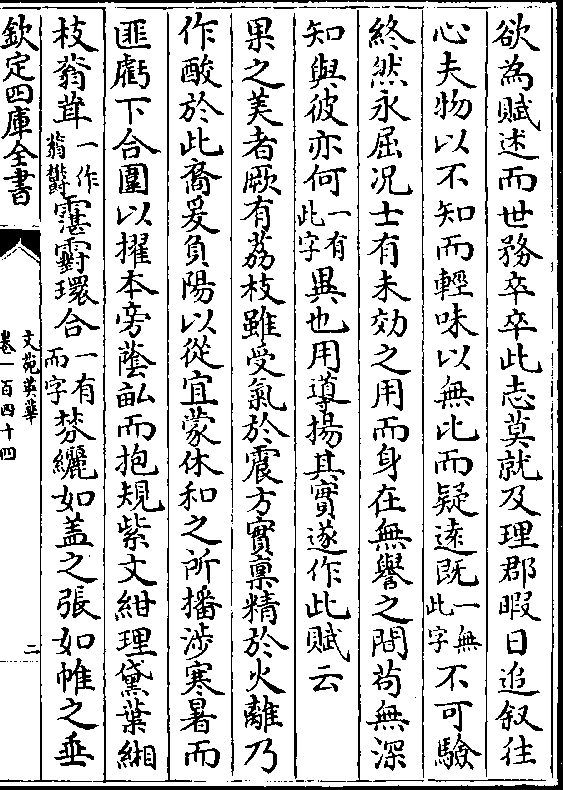 欲為賦述而世務卒卒此志莫就及理郡暇日追叙往
心夫物以不知而輕味以無比而疑遠既一無此字不可驗
終然永屈况士有未効之用而身在無譽之間苟無深
知與彼亦何一有此字異也用導揚其實遂作此賦云
果之美者厥有荔枝雖受氣於震方實禀精於火離乃
作酸於此裔爰負陽以從宜蒙休和之所播涉寒暑而
匪虧下合圍以擢本旁蔭畝而抱規紫文紺理黛葉緗
枝蓊茸一作蓊欝霮䨴環合一有而字棼纚如盖之張如帷之垂
欽定四庫全書
文苑英華
卷一百四十四
二